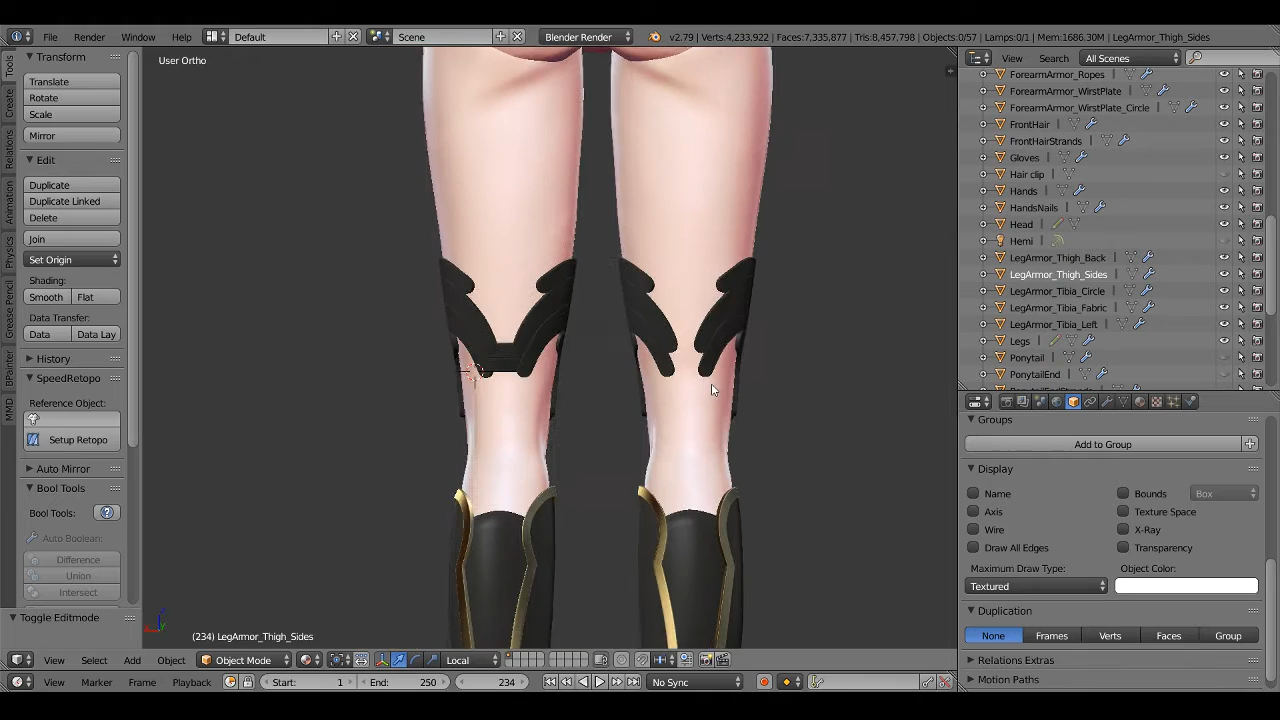 File Render Window Help Default Scene Blender Render v2.79 | Verts:4,233,922 | Faces:7,335,877 | Tris:8,457,798 | Objects:0/57 | Lamps:0/1 | Mem:1686.30M | LegArmor_Thigh_Sides
Tools
Create
Relations
Animation
Physics
Grease Pencil
BPainter
MMD
Transform
Translate
Rotate
Scale
Mirror
Edit
Duplicate
Duplicate Linked
Delete
Join
Set Origin
Shading:
Smooth Flat
Data Transfer:
Data Data Lay
History
SpeedRetopo
Reference Object:
Setup Retopo
Auto Mirror
Bool Tools
Bool Tools:
Auto Boolean:
Difference
Union
Intersect
Toggle Editmode
User Ortho
(234) LegArmor_Thigh_Sides
View Select Add Object Object Mode Local
View Marker Frame Playback Start: 1 End: 250 234 No Sync
View Search All Scenes
ForearmArmor_Ropes
ForearmArmor_WirstPlate
ForearmArmor_WirstPlate_Circle
FrontHair
FrontHairStrands
Gloves
Hair clip
Hands
HandsNails
Head
Hemi
LegArmor_Thigh_Back
LegArmor_Thigh_Sides
LegArmor_Tibia_Circle
LegArmor_Tibia_Fabric
LegArmor_Tibia_Left
Legs
Ponytail
PonytailEnd
Groups
Add to Group
Display
Name Bounds Box
Axis Texture Space
Wire X-Ray
Draw All Edges Transparency
Maximum Draw Type: Object Color:
Textured
Duplication
None Frames Verts Faces Group
Relations Extras
Motion Paths